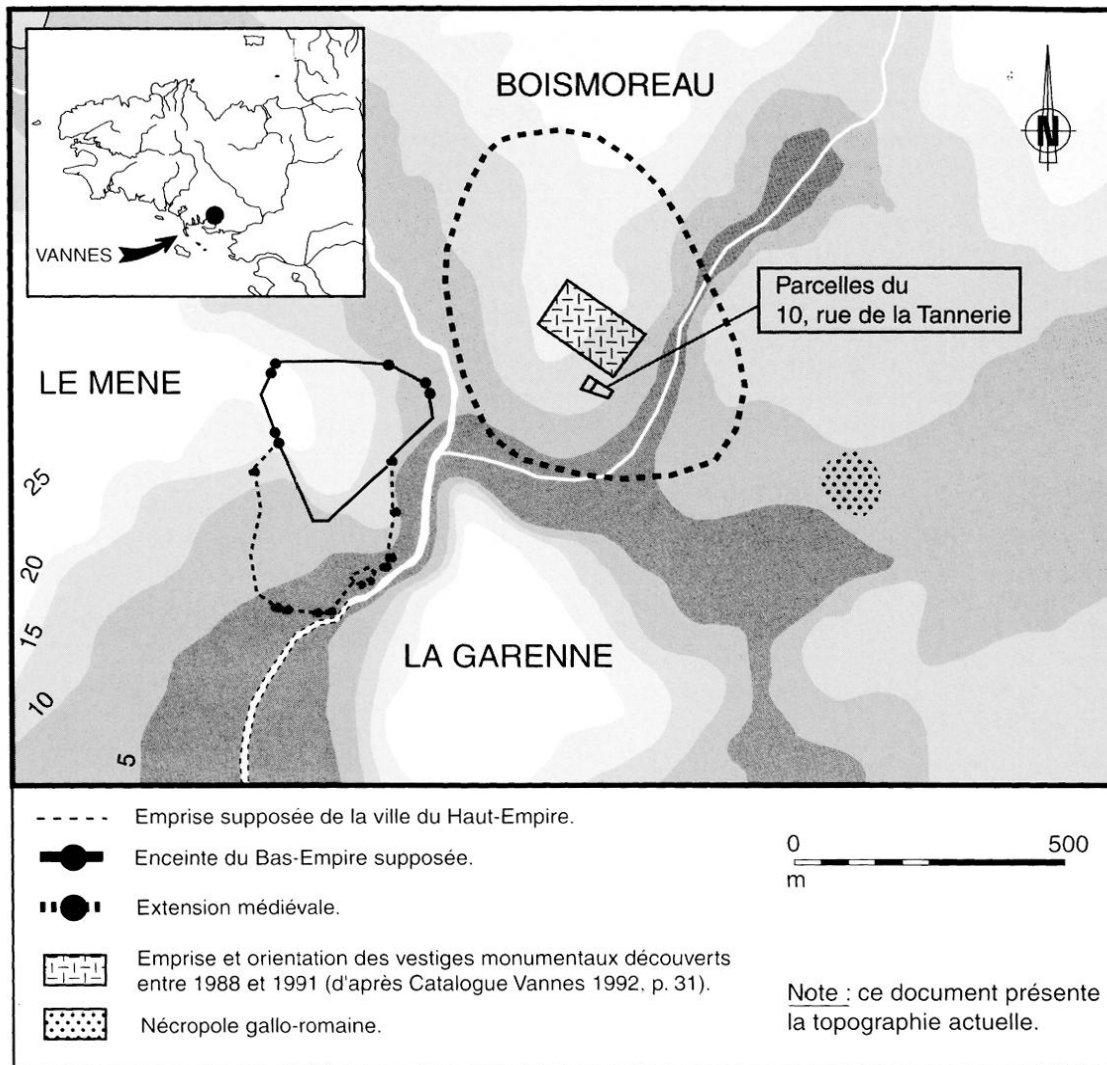 BOISMOREAU
N
VANNES
Parcelles du
10, rue de la Tannerie
LE MENE
25
20
15
10
5
LA GARENNE
Emprise supposée de la ville du Haut-Empire.
Enceinte du Bas-Empire supposée.
Extension médiévale.
Emprise et orientation des vestiges monumentaux découverts
entre 1988 et 1991 (d'après Catalogue Vannes 1992, p. 31).
Nécropole gallo-romaine.
0 500
m
Note : ce document présente
la topographie actuelle.